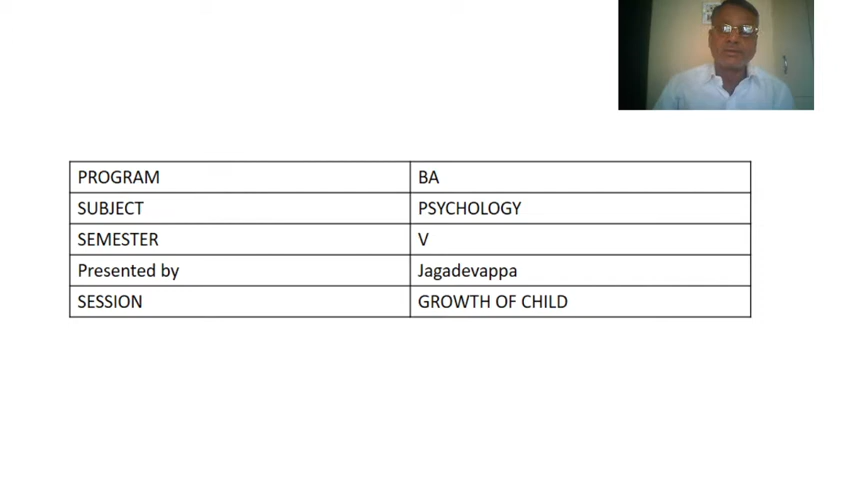 PROGRAM BA
SUBJECT PSYCHOLOGY
SEMESTER V
Presented by Jagadevappa
SESSION GROWTH OF CHILD